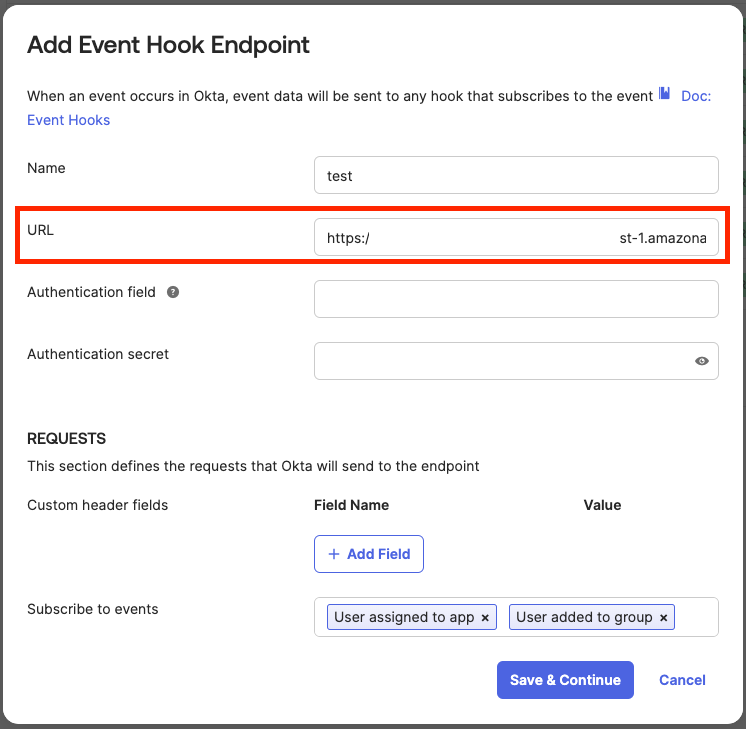 Add Event Hook Endpoint
When an event occurs in Okta, event data will be sent to any hook that subscribes to the event Doc:
Event Hooks
Name test
URL https:/ st-1.amazona
Authentication field ?
Authentication secret
REQUESTS
This section defines the requests that Okta will send to the endpoint
Custom header fields Field Name Value
+ Add Field
Subscribe to events User assigned to app × User added to group ×
Save & Continue Cancel